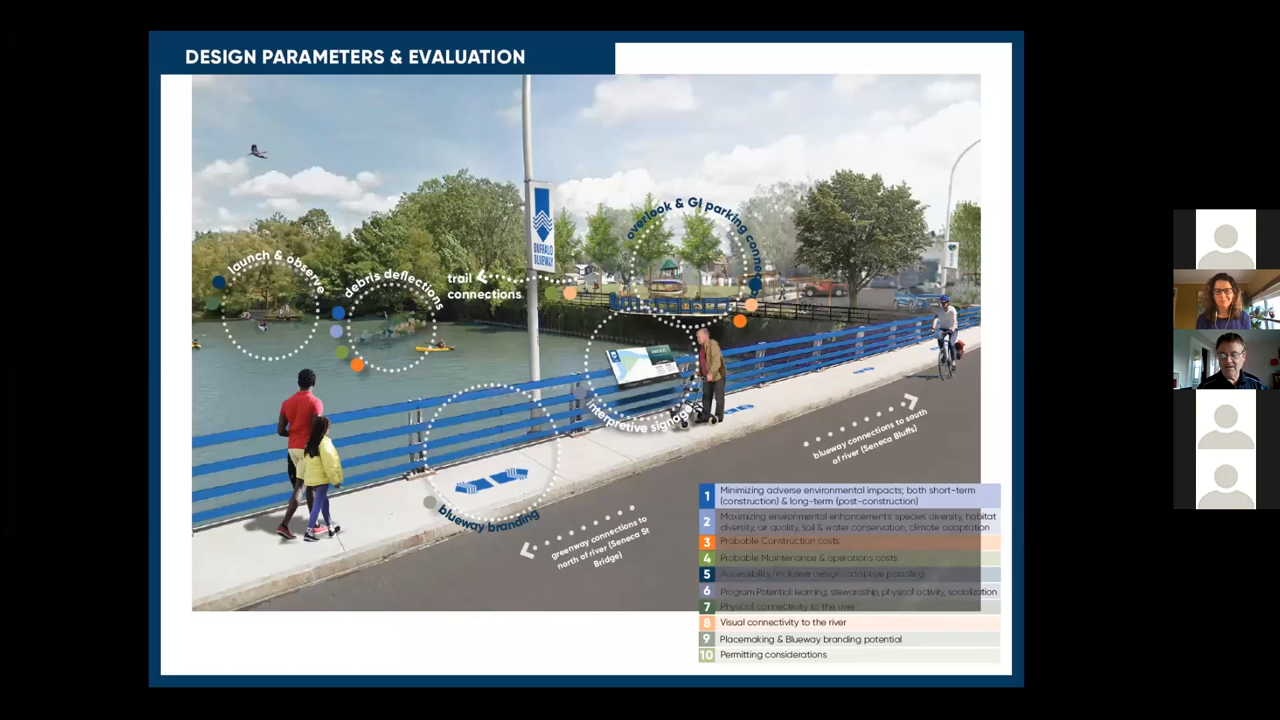 DESIGN PARAMETERS & EVALUATION
BUFFALO
BLUEWAY
launch & observe
debris deflections
trail
connections
overlook & GI parking connec
interpretive signage
blueway branding
blueway connections to south
of river (Seneca Bluffs)
greenway connections to
north of river (Seneca St
Bridge)
1 Minimizing adverse environmental impacts; both short-term
(construction) & long-term (post-construction)
2 Maximizing environmental enhancements: species diversity, habitat
diversity, air quality, soil & water conservation, climate adaptation
3 Probable Construction costs
4 Probable Maintenance & operations costs
5 Accessibility/inclusive design/adaptive paddling
6 Program Potential: learning, stewardship, physical activity, socialization
7 Physical connectivity to the river
8 Visual connectivity to the river
9 Placemaking & Blueway branding potential
10 Permitting considerations